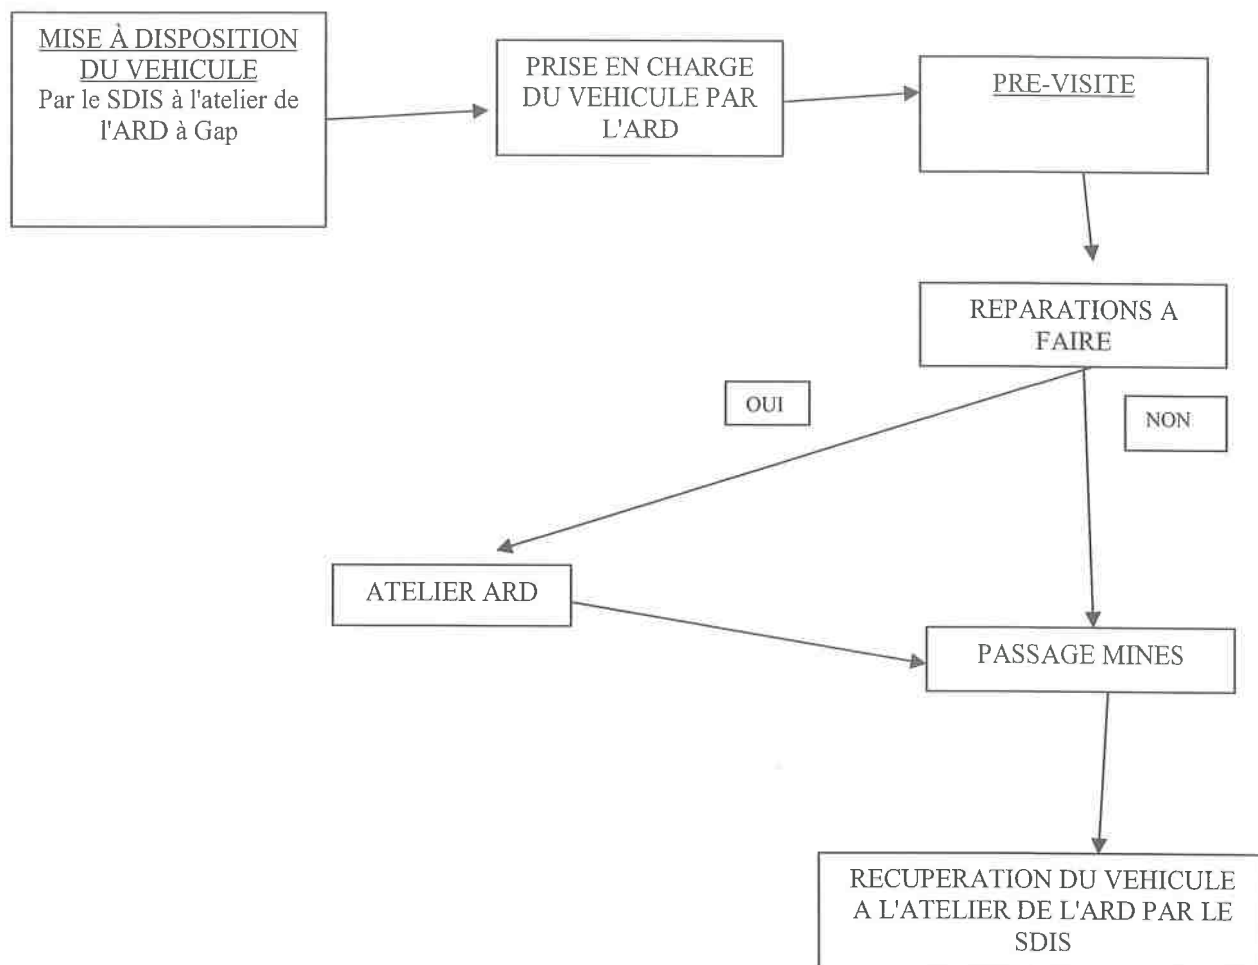 MISE À DISPOSITION
DU VEHICULE
Par le SDIS à l'atelier de
l'ARD à Gap
PRISE EN CHARGE
DU VEHICULE PAR
L'ARD
PRE-VISITE
REPARATIONS A
FAIRE
OUI
NON
ATELIER ARD
PASSAGE MINES
RECUPERATION DU VEHICULE
A L'ATELIER DE L'ARD PAR LE
SDIS